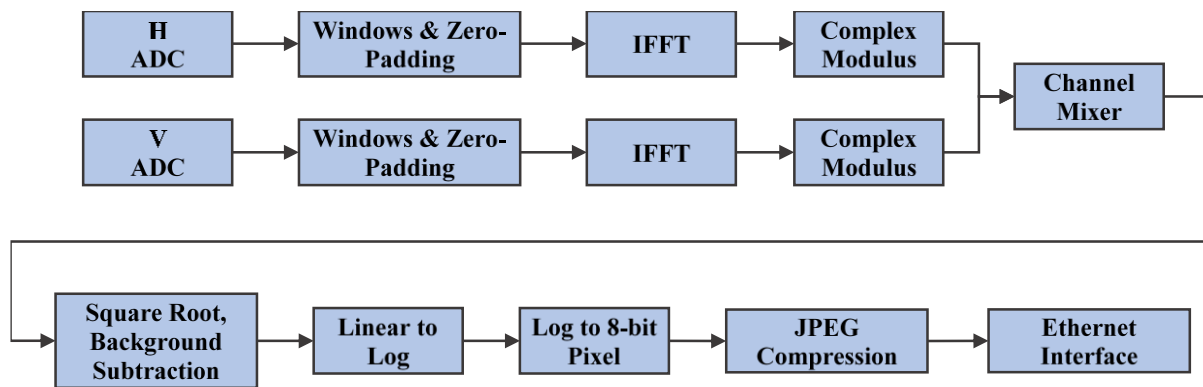 H
ADC
Windows & Zero-
Padding
IFFT
Complex
Modulus
Channel
Mixer
V
ADC
Windows & Zero-
Padding
IFFT
Complex
Modulus
Square Root,
Background
Subtraction
Linear to
Log
Log to 8-bit
Pixel
JPEG
Compression
Ethernet
Interface